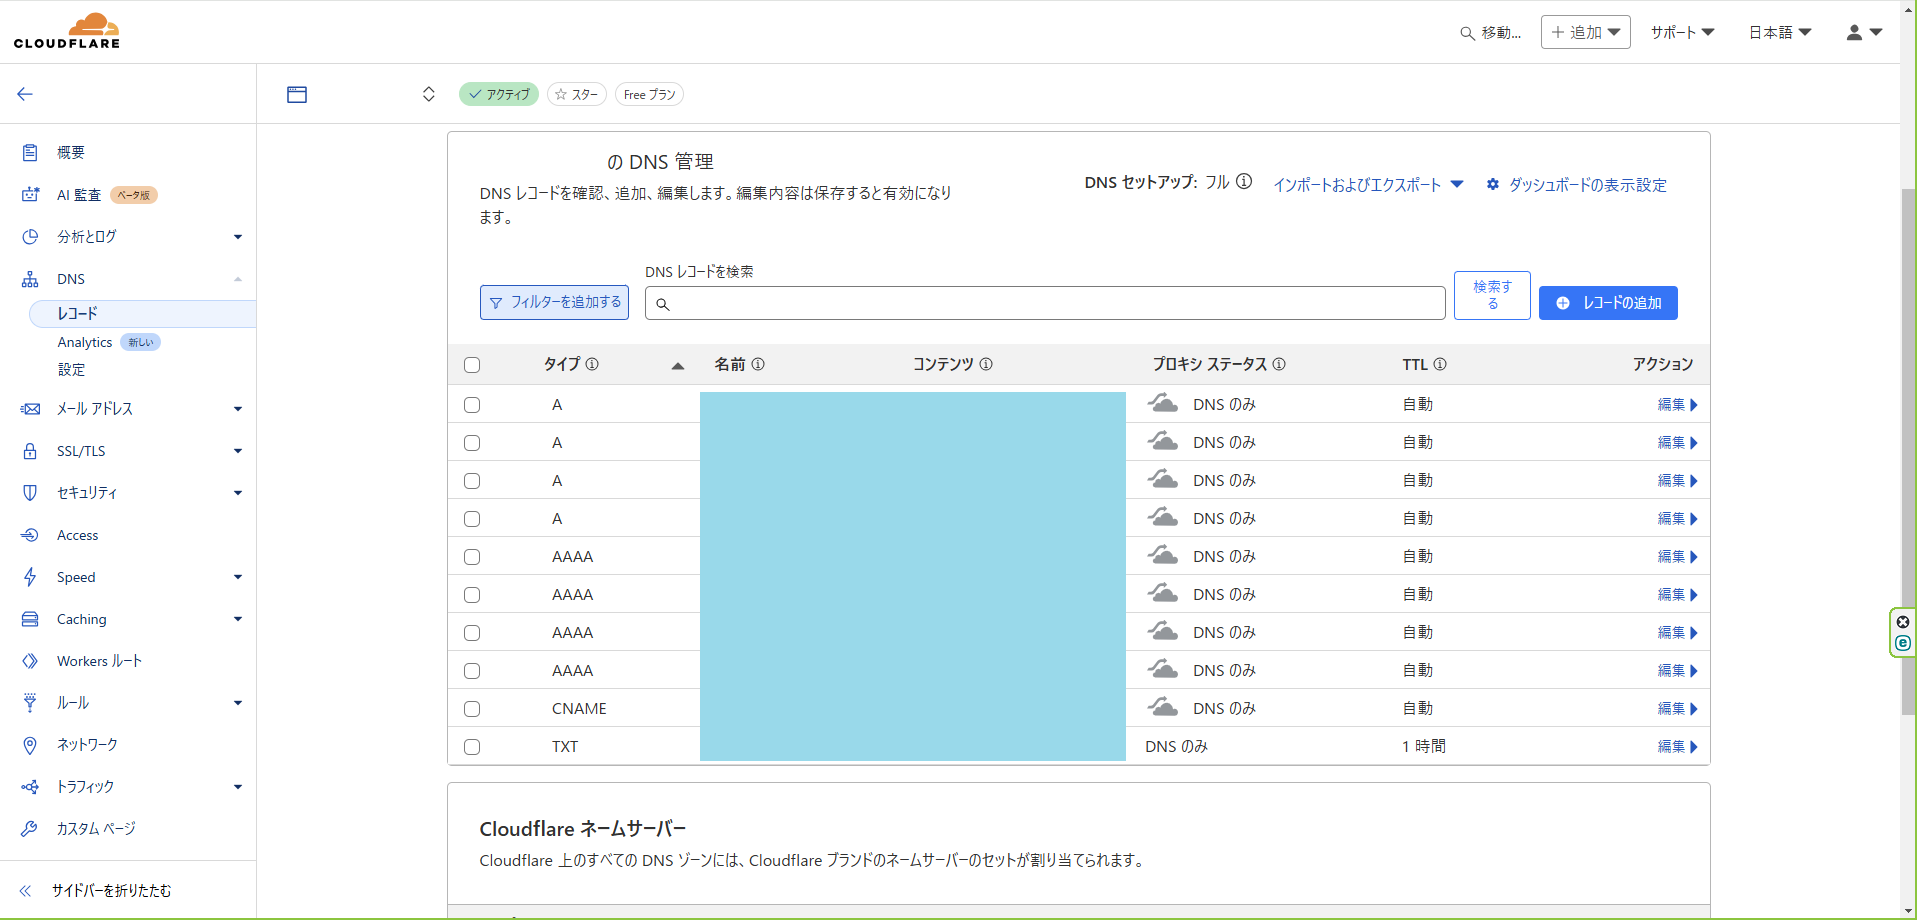 CLOUDFLARE
移動...
追加
サポート
日本語
アクティブ
スター
Free プラン
概要
AI 監査 ベータ版
分析とログ
DNS
レコード
Analytics 新しい
設定
メール アドレス
SSL/TLS
セキュリティ
Access
Speed
Caching
Workers ルート
ルール
ネットワーク
トラフィック
カスタム ページ
サイドバーを折りたたむ
の DNS 管理
DNS レコードを確認、追加、編集します。編集内容は保存すると有効になり
ます。
DNS セットアップ: フル
インポートおよびエクスポート
ダッシュボードの表示設定
フィルターを追加する
DNS レコードを検索
検索す
る
レコードの追加
タイプ 名前 コンテンツ プロキシ ステータス TTL アクション
A DNS のみ 自動 編集
A DNS のみ 自動 編集
A DNS のみ 自動 編集
A DNS のみ 自動 編集
AAAA DNS のみ 自動 編集
AAAA DNS のみ 自動 編集
AAAA DNS のみ 自動 編集
AAAA DNS のみ 自動 編集
CNAME DNS のみ 自動 編集
TXT DNS のみ 1 時間 編集
Cloudflare ネームサーバー
Cloudflare 上のすべての DNS ゾーンには、Cloudflare ブランドのネームサーバーのセットが割り当てられます。